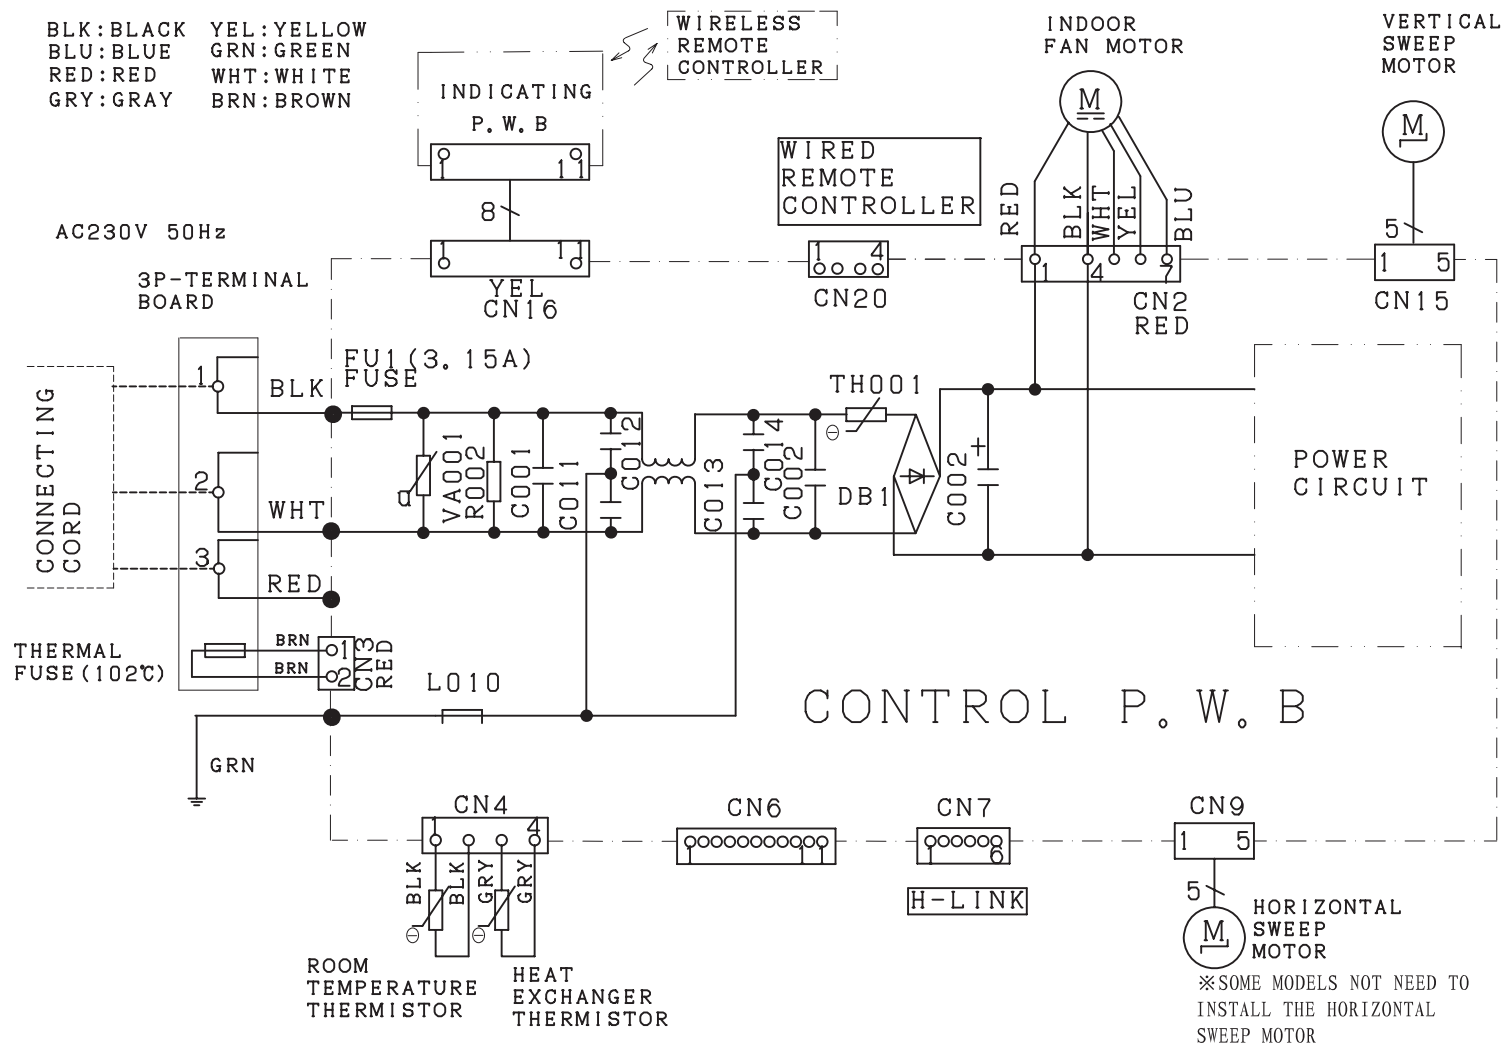 BLK:BLACK YEL:YELLOW
BLU:BLUE GRN:GREEN
RED:RED WHT:WHITE
GRY:GRAY BRN:BROWN
WIRELESS
REMOTE
CONTROLLER
INDICATING
P.W.B
1 11
8
1 11
YEL
CN16
WIRED
REMOTE
CONTROLLER
1 4
CN20
INDOOR
FAN MOTOR
M
RED
BLK
WHT
YEL
BLU
1 4 7
CN2
RED
VERTICAL
SWEEP
MOTOR
M
5
1 5
CN15
AC230V 50Hz
3P-TERMINAL
BOARD
CONNECTING
CORD
1
BLK
2
WHT
3
RED
FU1(3.15A)
FUSE
VA001
R002
C001
C011
C012
C013
C014
C002
TH001
DB1
+
C002
POWER
CIRCUIT
THERMAL
FUSE(102℃)
BRN
BRN
1
2
CN3
RED
L010
GRN
CONTROL P.W.B
CN4
1 4
BLK
BLK
GRY
GRY
ROOM
TEMPERATURE
THERMISTOR
HEAT
EXCHANGER
THERMISTOR
CN6
1 11
CN7
1 6
H-LINK
CN9
1 5
5
M
HORIZONTAL
SWEEP
MOTOR
※SOME MODELS NOT NEED TO
INSTALL THE HORIZONTAL
SWEEP MOTOR